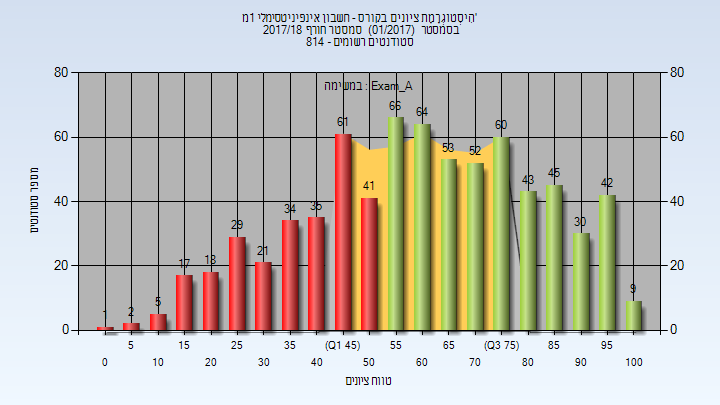 היסטוגרמת ציונים בקורס - חשבון אינפיניטסימלי 1מ'
בסמסטר (01/2017) סמסטר חורף 2017/18
סטודנטים רשומים - 814
במשימה : Exam_A
מספר סטודנטים
80 80
60 60
40 40
20 20
0 0
1 2 5 17 18 29 21 34 35 61 41 66 64 53 52 60 43 45 30 42 9
5 15 25 35 (Q1 45) 55 65 (Q3 75) 85 95
0 10 20 30 40 50 60 70 80 90 100
טווח ציונים